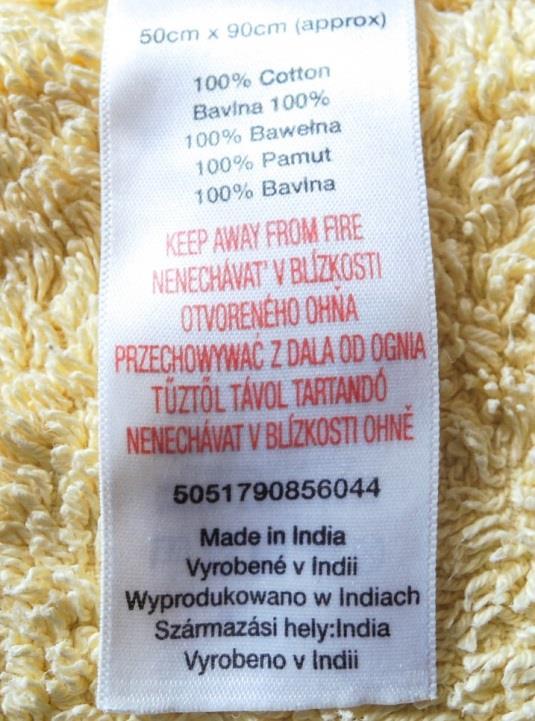 50cm x 90cm (approx)
100% Cotton
Bavlna 100%
100% Bawełna
100% Pamut
100% Bavlna
KEEP AWAY FROM FIRE
NENECHÁVAT' V BLÍZKOSTI
OTVORENÉHO OHŇA
PRZECHOWYWAĆ Z DALA OD OGNIA
TŰZTŐL TÁVOL TARTANDÓ
NENECHÁVAT V BLÍZKOSTI OHNĚ
5051790856044
Made in India
Vyrobené v Indii
Wyprodukowano w Indiach
Származási hely:India
Vyrobeno v Indii